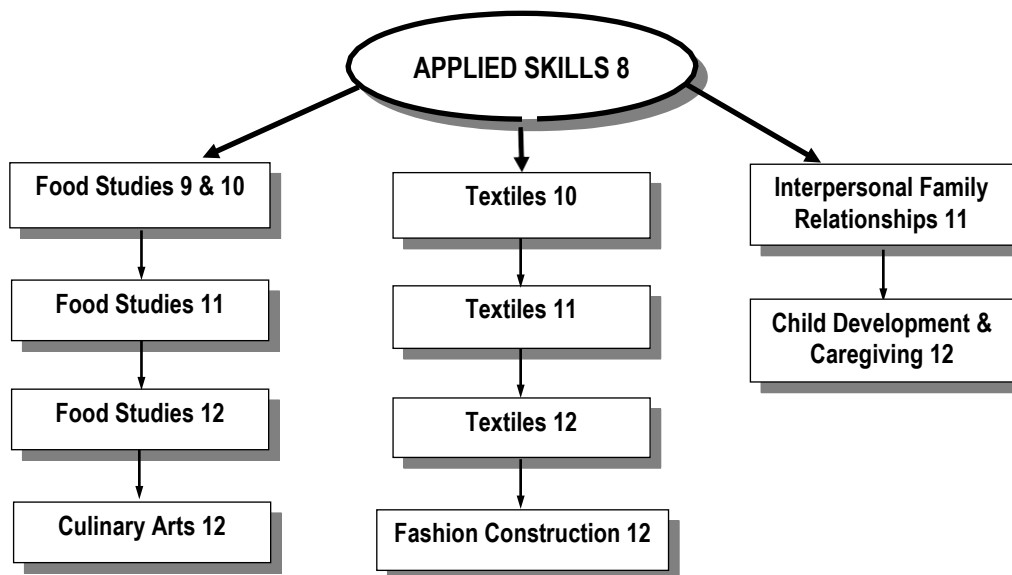 APPLIED SKILLS 8
Food Studies 9 & 10
Food Studies 11
Food Studies 12
Culinary Arts 12
Textiles 10
Textiles 11
Textiles 12
Fashion Construction 12
Interpersonal Family
Relationships 11
Child Development &
Caregiving 12